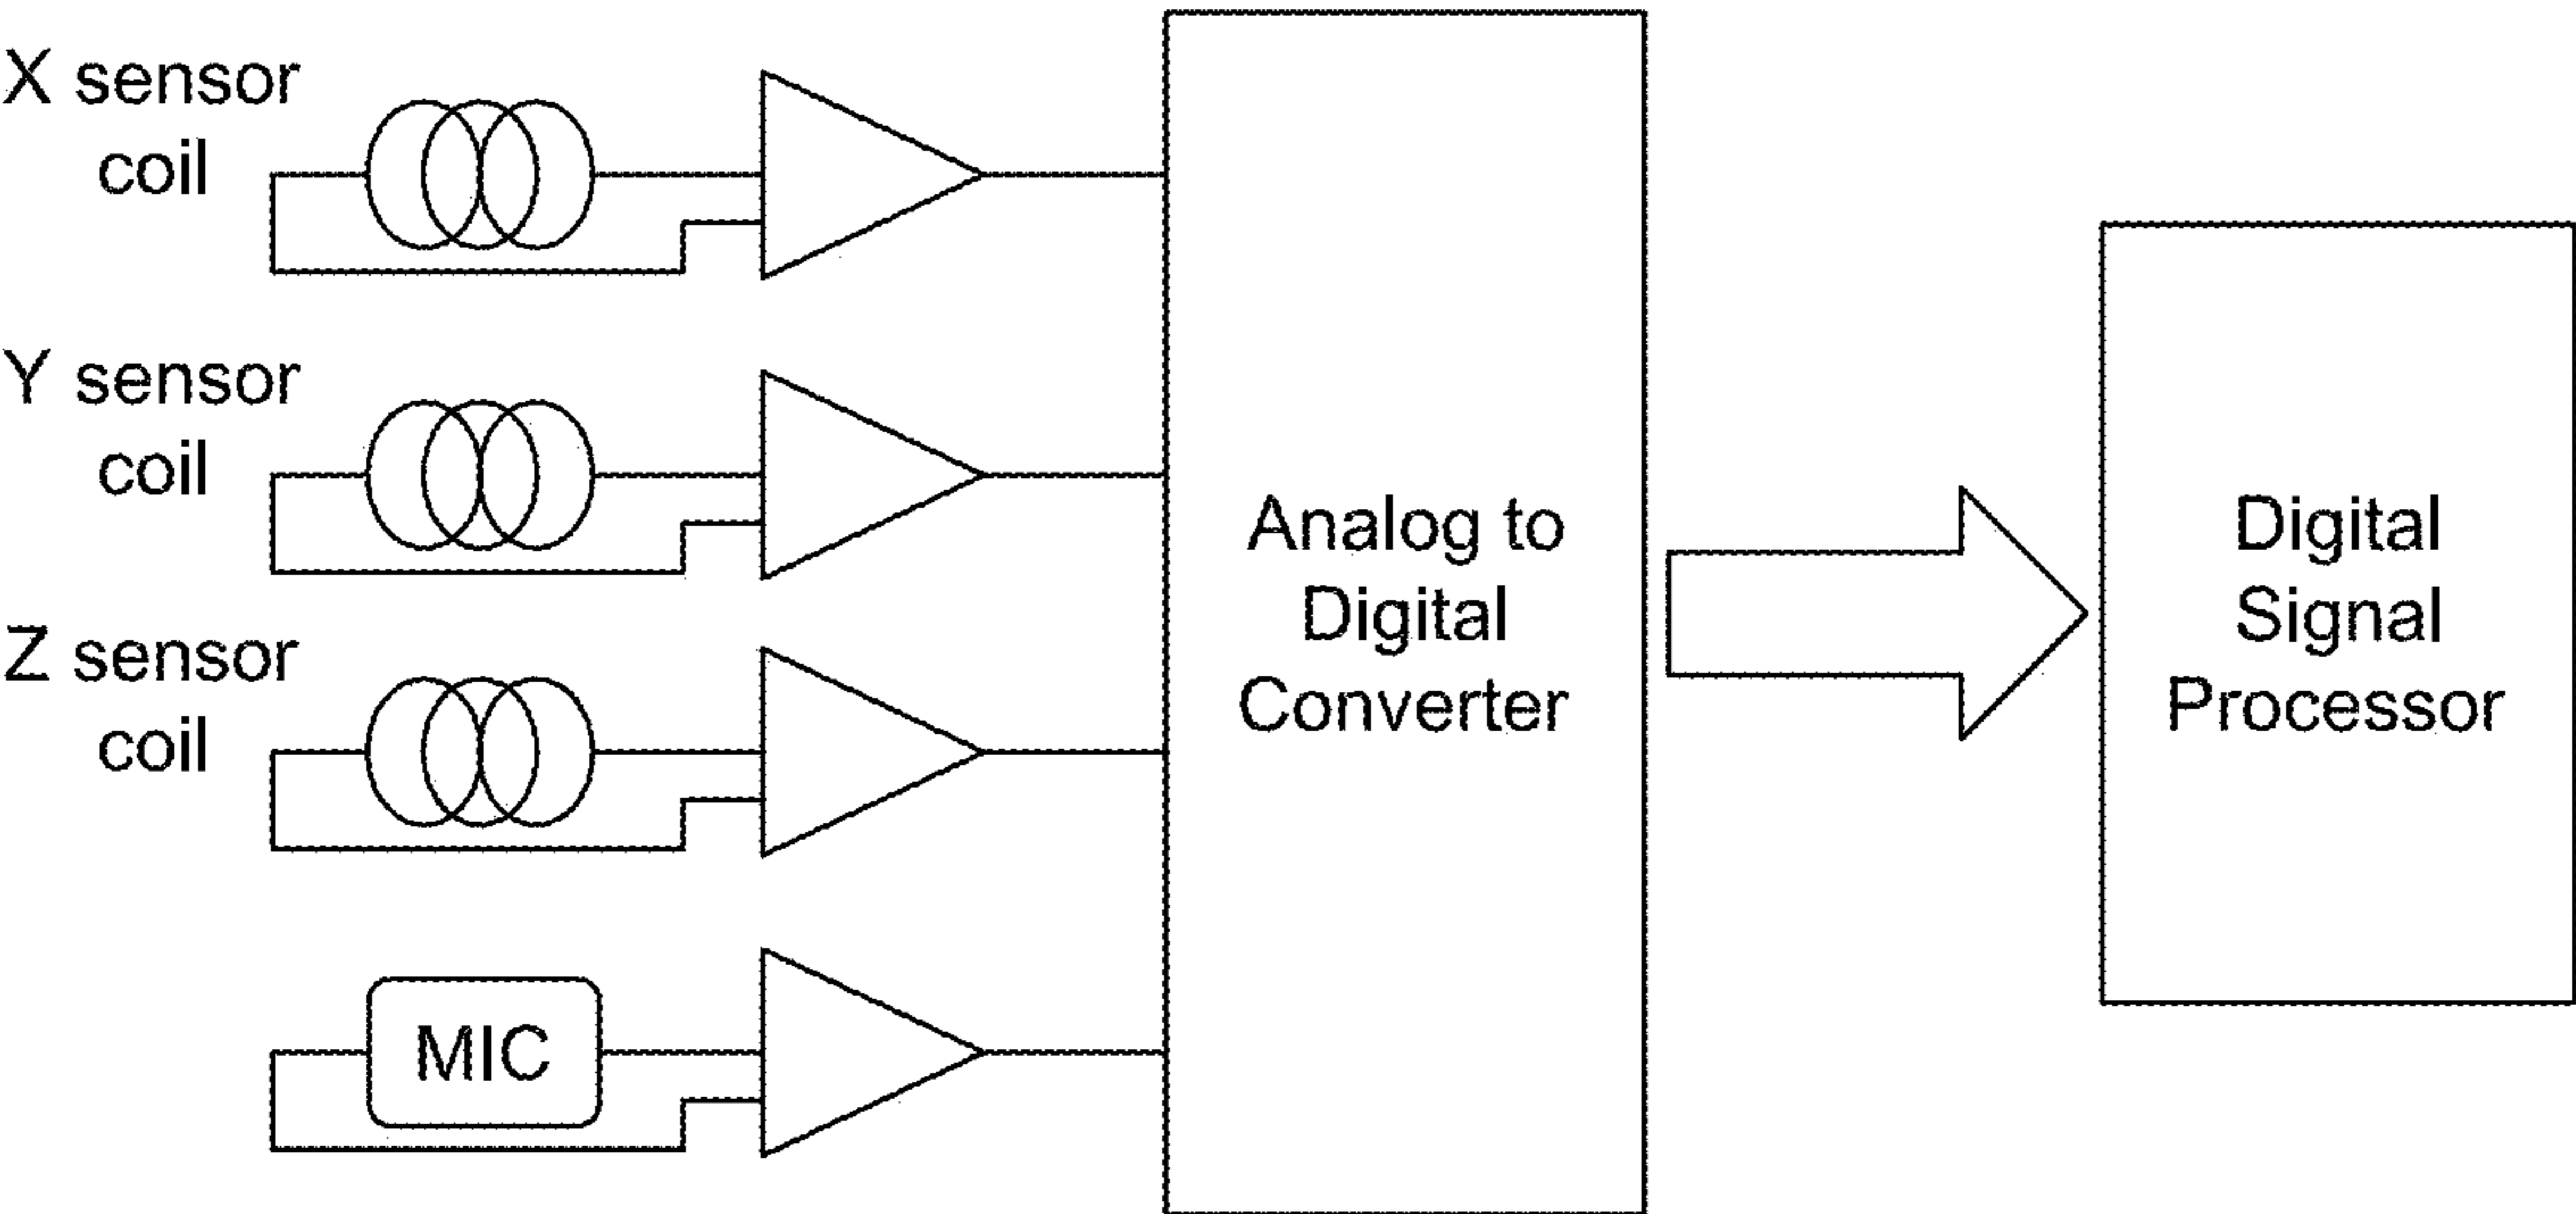 X sensor
coil
Y sensor
coil
Z sensor
coil
MIC
Analog to
Digital
Converter
Digital
Signal
Processor